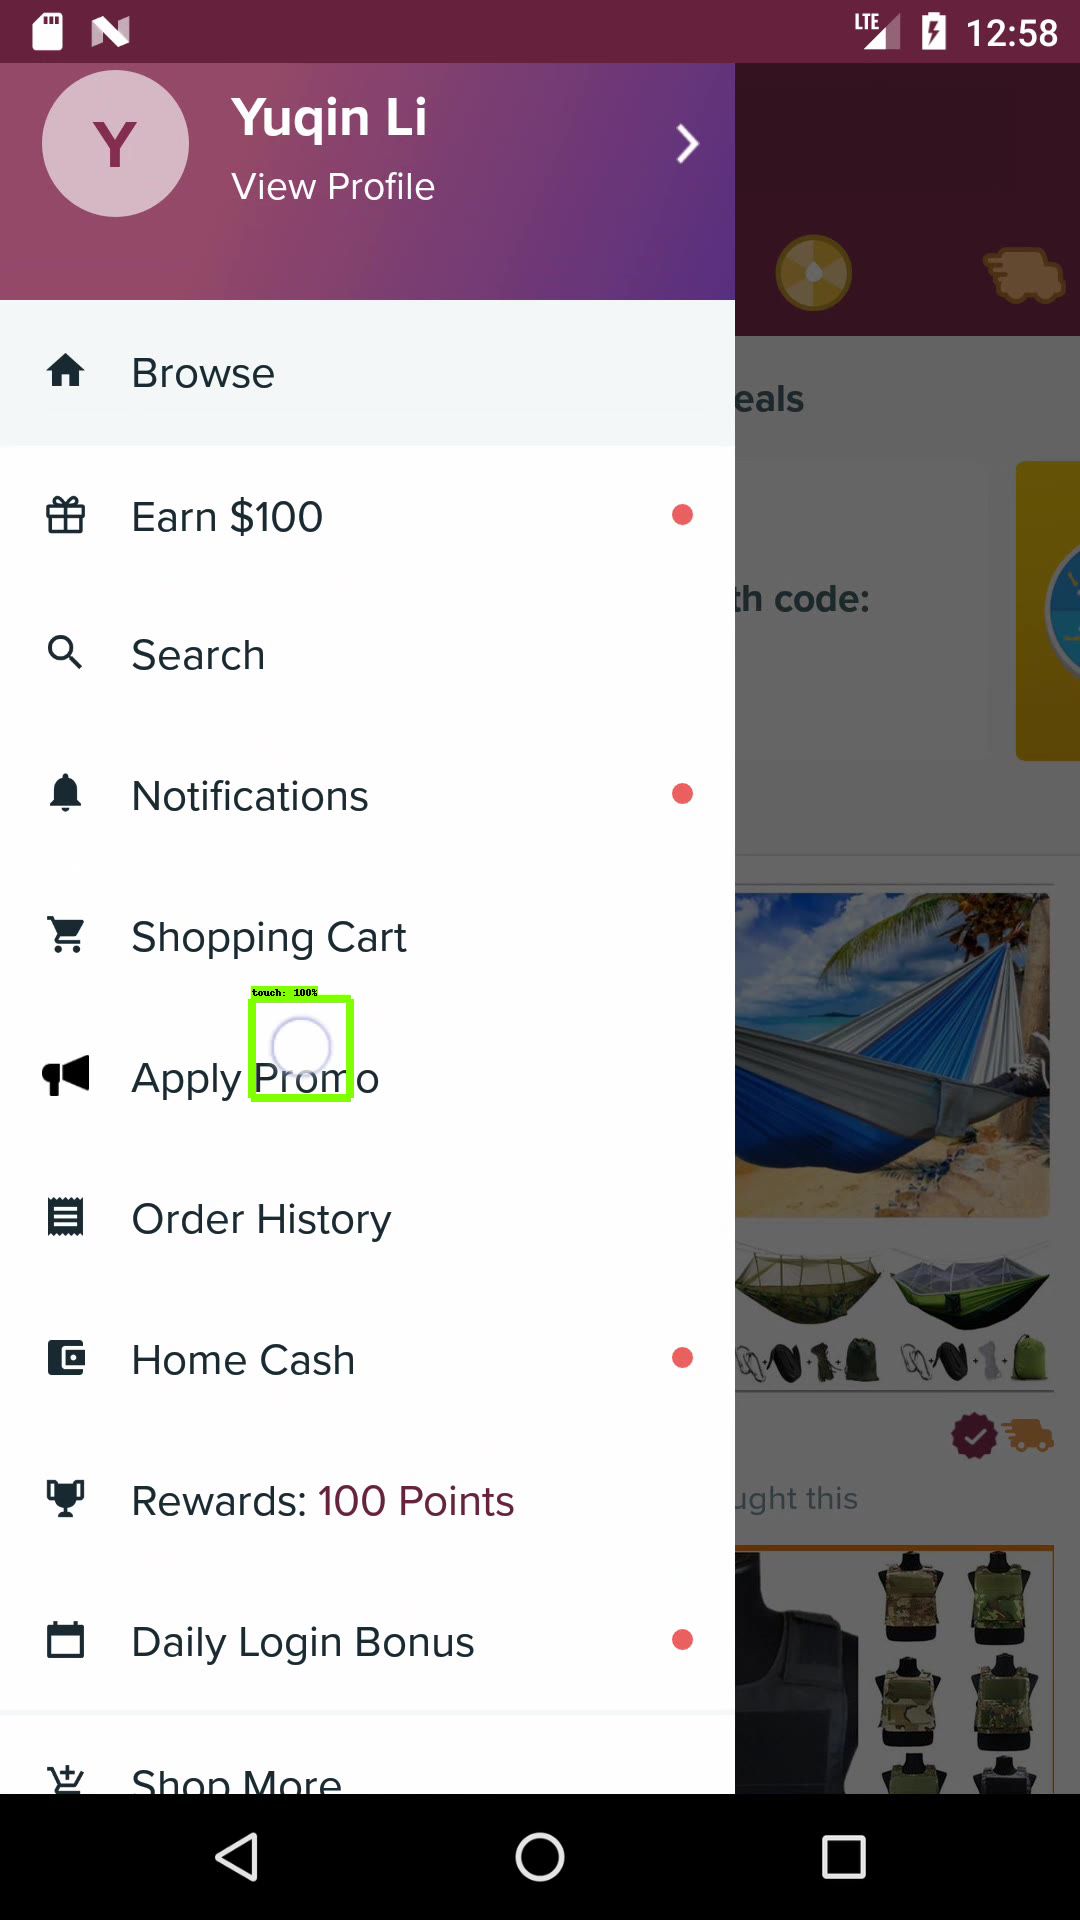 LTE 12:58
Y
Yuqin Li
View Profile
Browse
eals
Earn $100
th code:
Search
Notifications
Shopping Cart
touch: 100%
Apply Promo
Order History
Home Cash
Rewards: 100 Points
ught this
Daily Login Bonus
Shop More